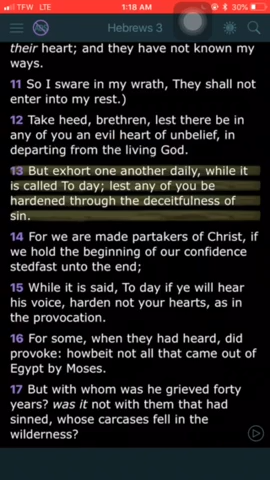 TFW LTE 1:18 AM 30%
Hebrews 3
their heart; and they have not known my
ways.
11 So I sware in my wrath, They shall not
enter into my rest.)
12 Take heed, brethren, lest there be in
any of you an evil heart of unbelief, in
departing from the living God.
13 But exhort one another daily, while it
is called To day; lest any of you be
hardened through the deceitfulness of
sin.
14 For we are made partakers of Christ, if
we hold the beginning of our confidence
stedfast unto the end;
15 While it is said, To day if ye will hear
his voice, harden not your hearts, as in
the provocation.
16 For some, when they had heard, did
provoke: howbeit not all that came out of
Egypt by Moses.
17 But with whom was he grieved forty
years? was it not with them that had
sinned, whose carcases fell in the
wilderness?